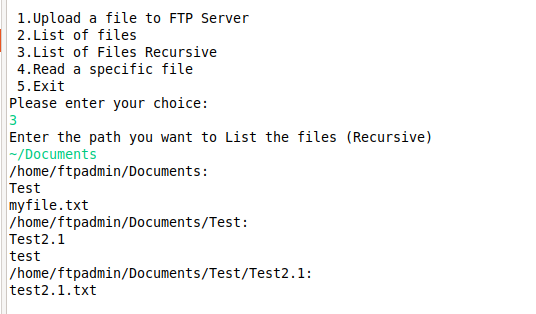 1.Upload a file to FTP Server
2.List of files
3.List of Files Recursive
4.Read a specific file
5.Exit
Please enter your choice:
3
Enter the path you want to List the files (Recursive)
~/Documents
/home/ftpadmin/Documents:
Test
myfile.txt
/home/ftpadmin/Documents/Test:
Test2.1
test
/home/ftpadmin/Documents/Test/Test2.1:
test2.1.txt